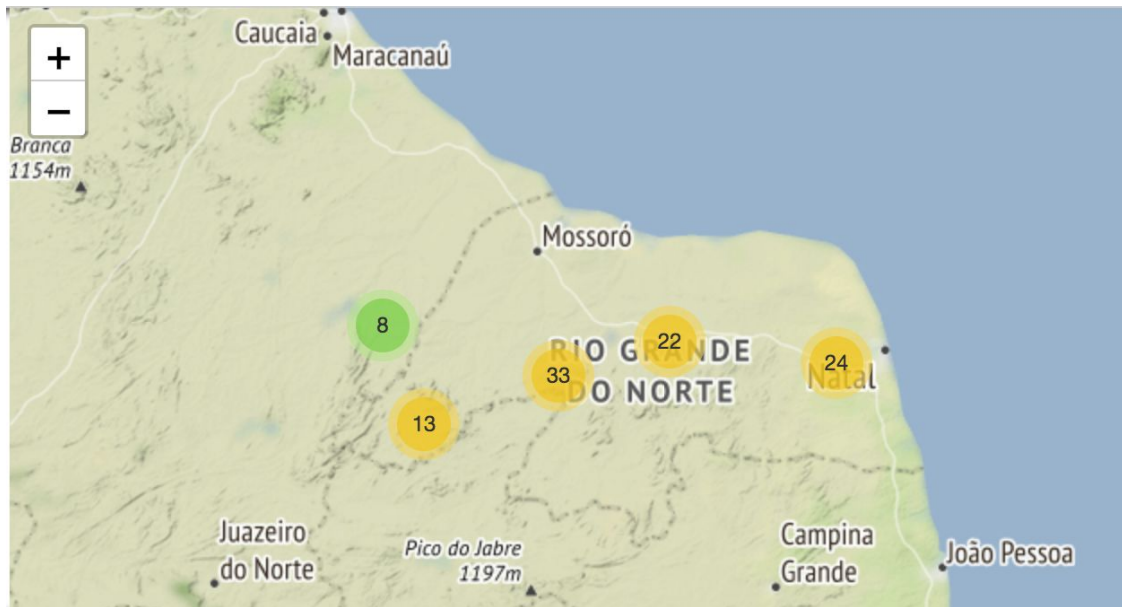 Caucaia
Maracanaú
+
−
Branca
1154m
Mossoró
8
22
RIO GRANDE
DO NORTE
33
24
Natal
13
Juazeiro
do Norte
Pico do Jabre
1197m
Campina
Grande
João Pessoa